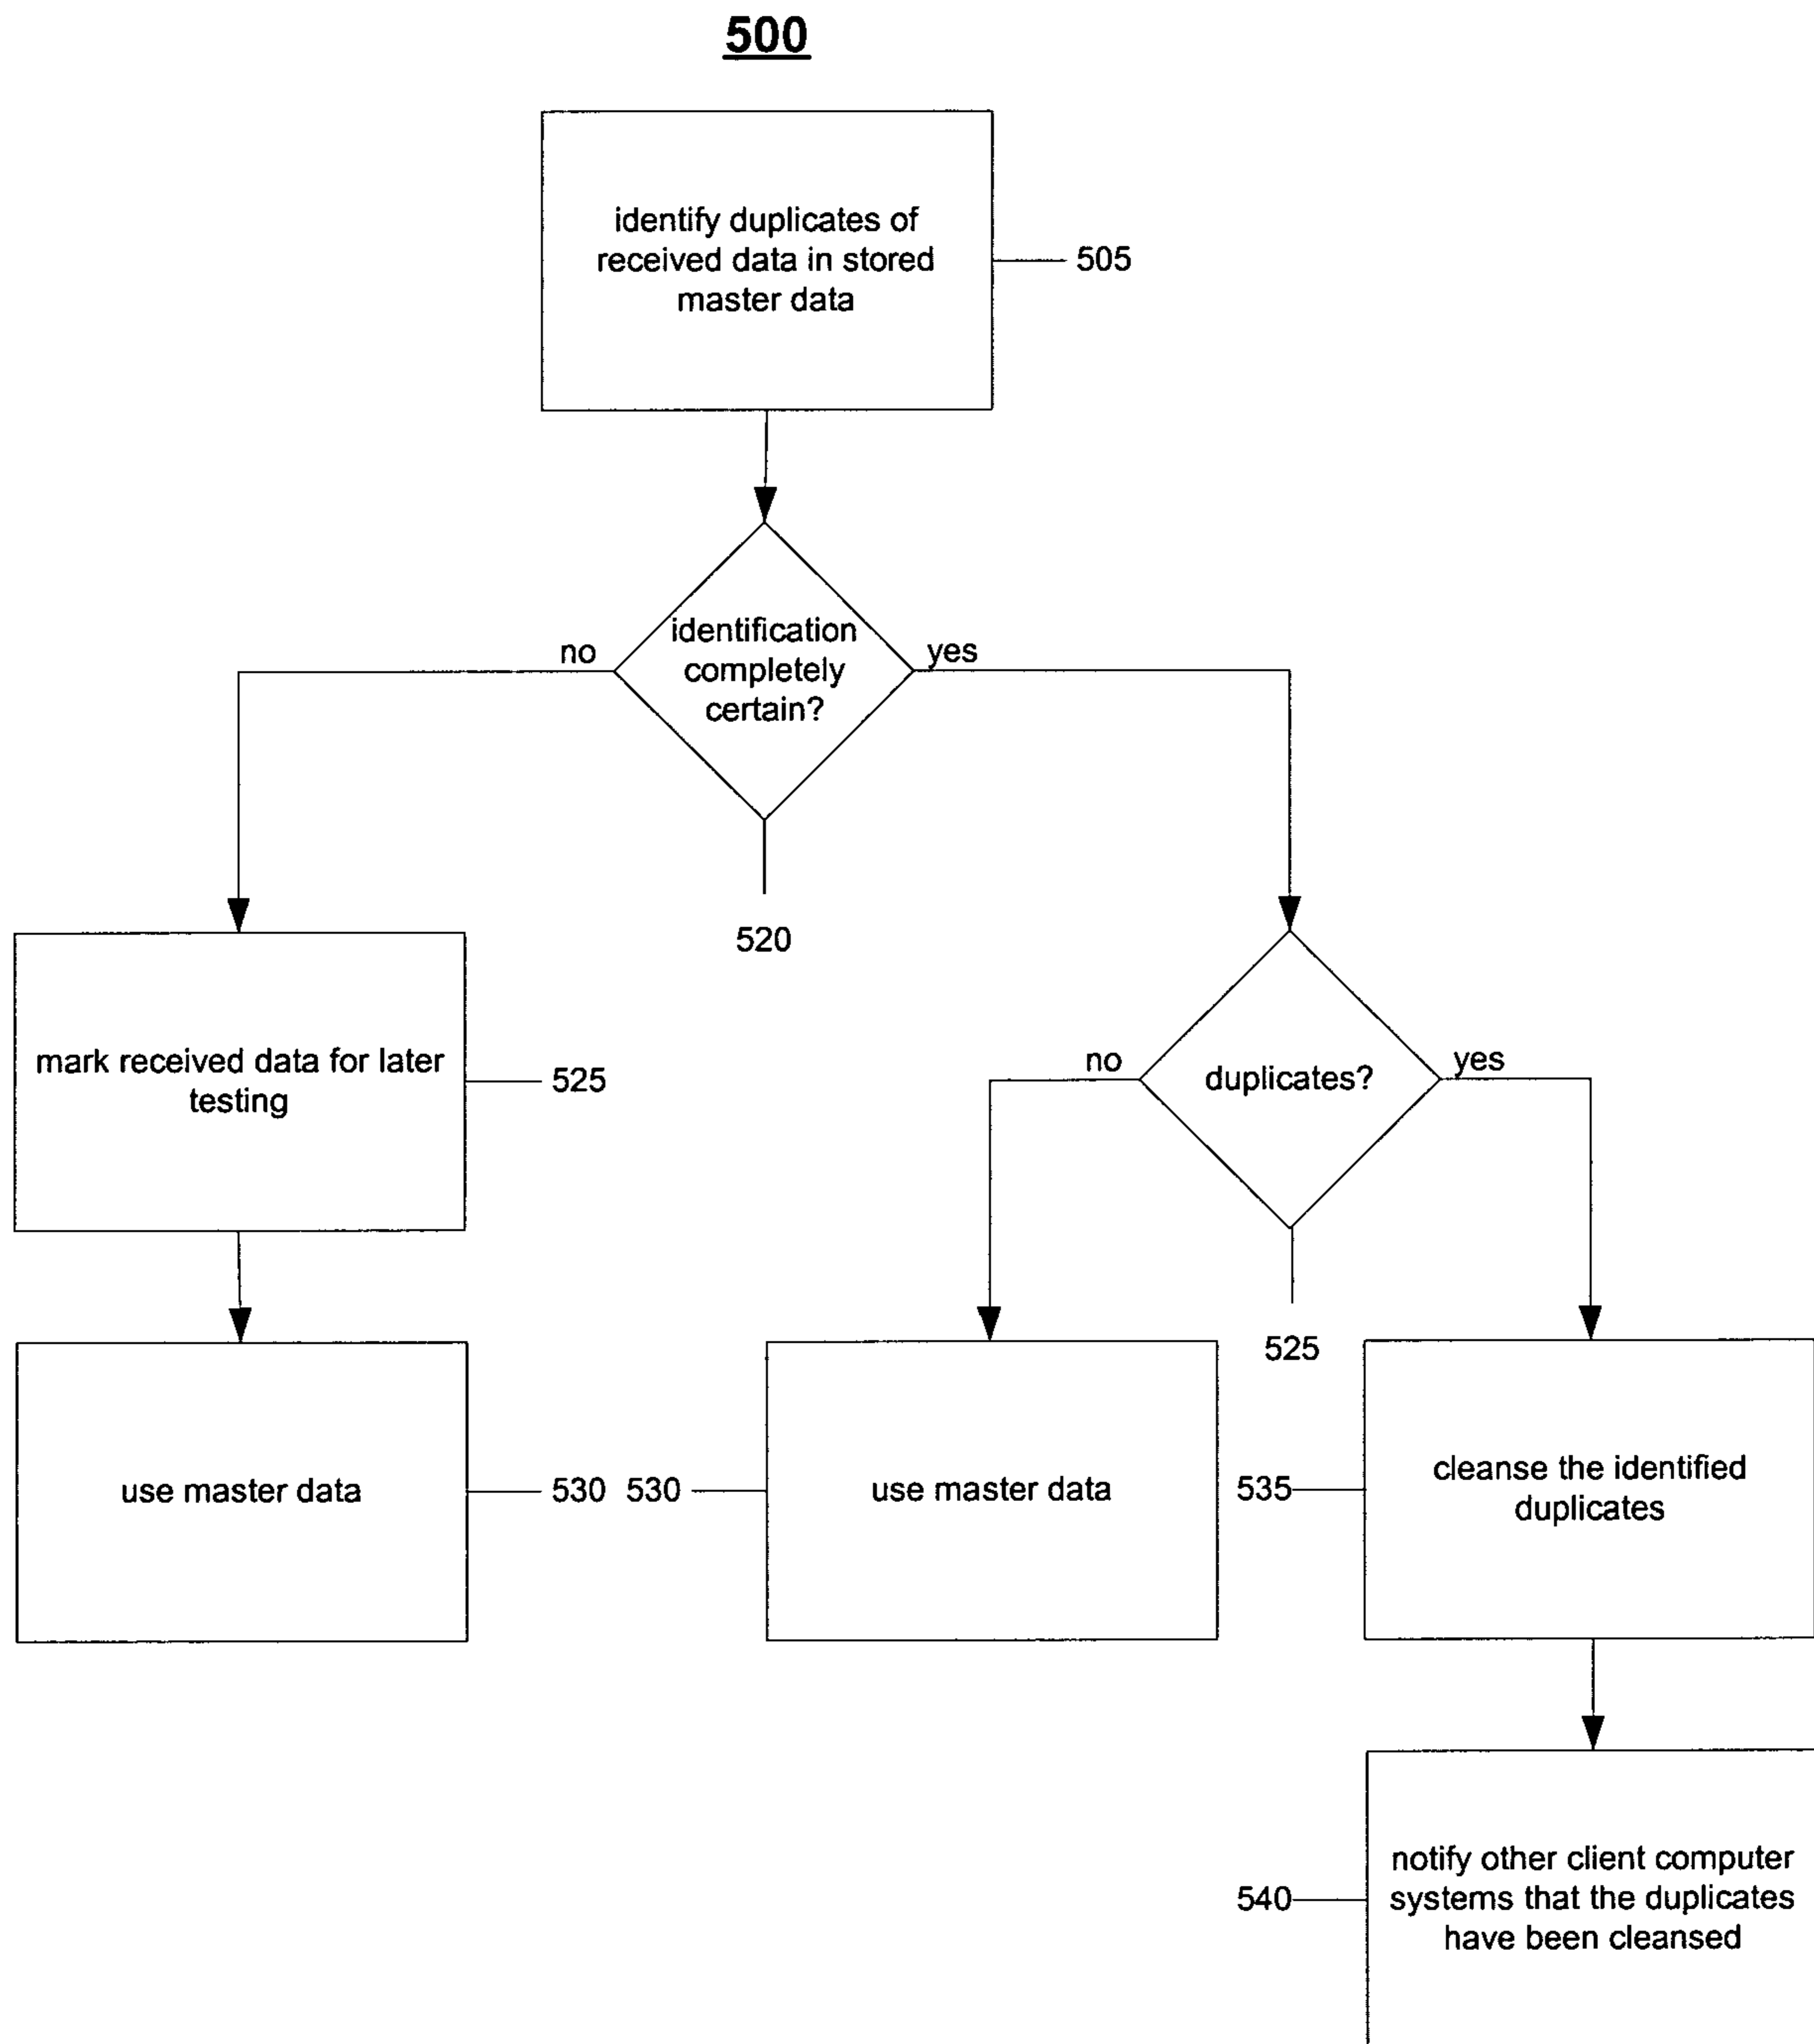 500
identify duplicates of
received data in stored
master data
505
identification
completely
certain?
no
yes
520
mark received data for later
testing
525
duplicates?
no
yes
525
use master data
530
530
use master data
535
cleanse the identified
duplicates
540
notify other client computer
systems that the duplicates
have been cleansed